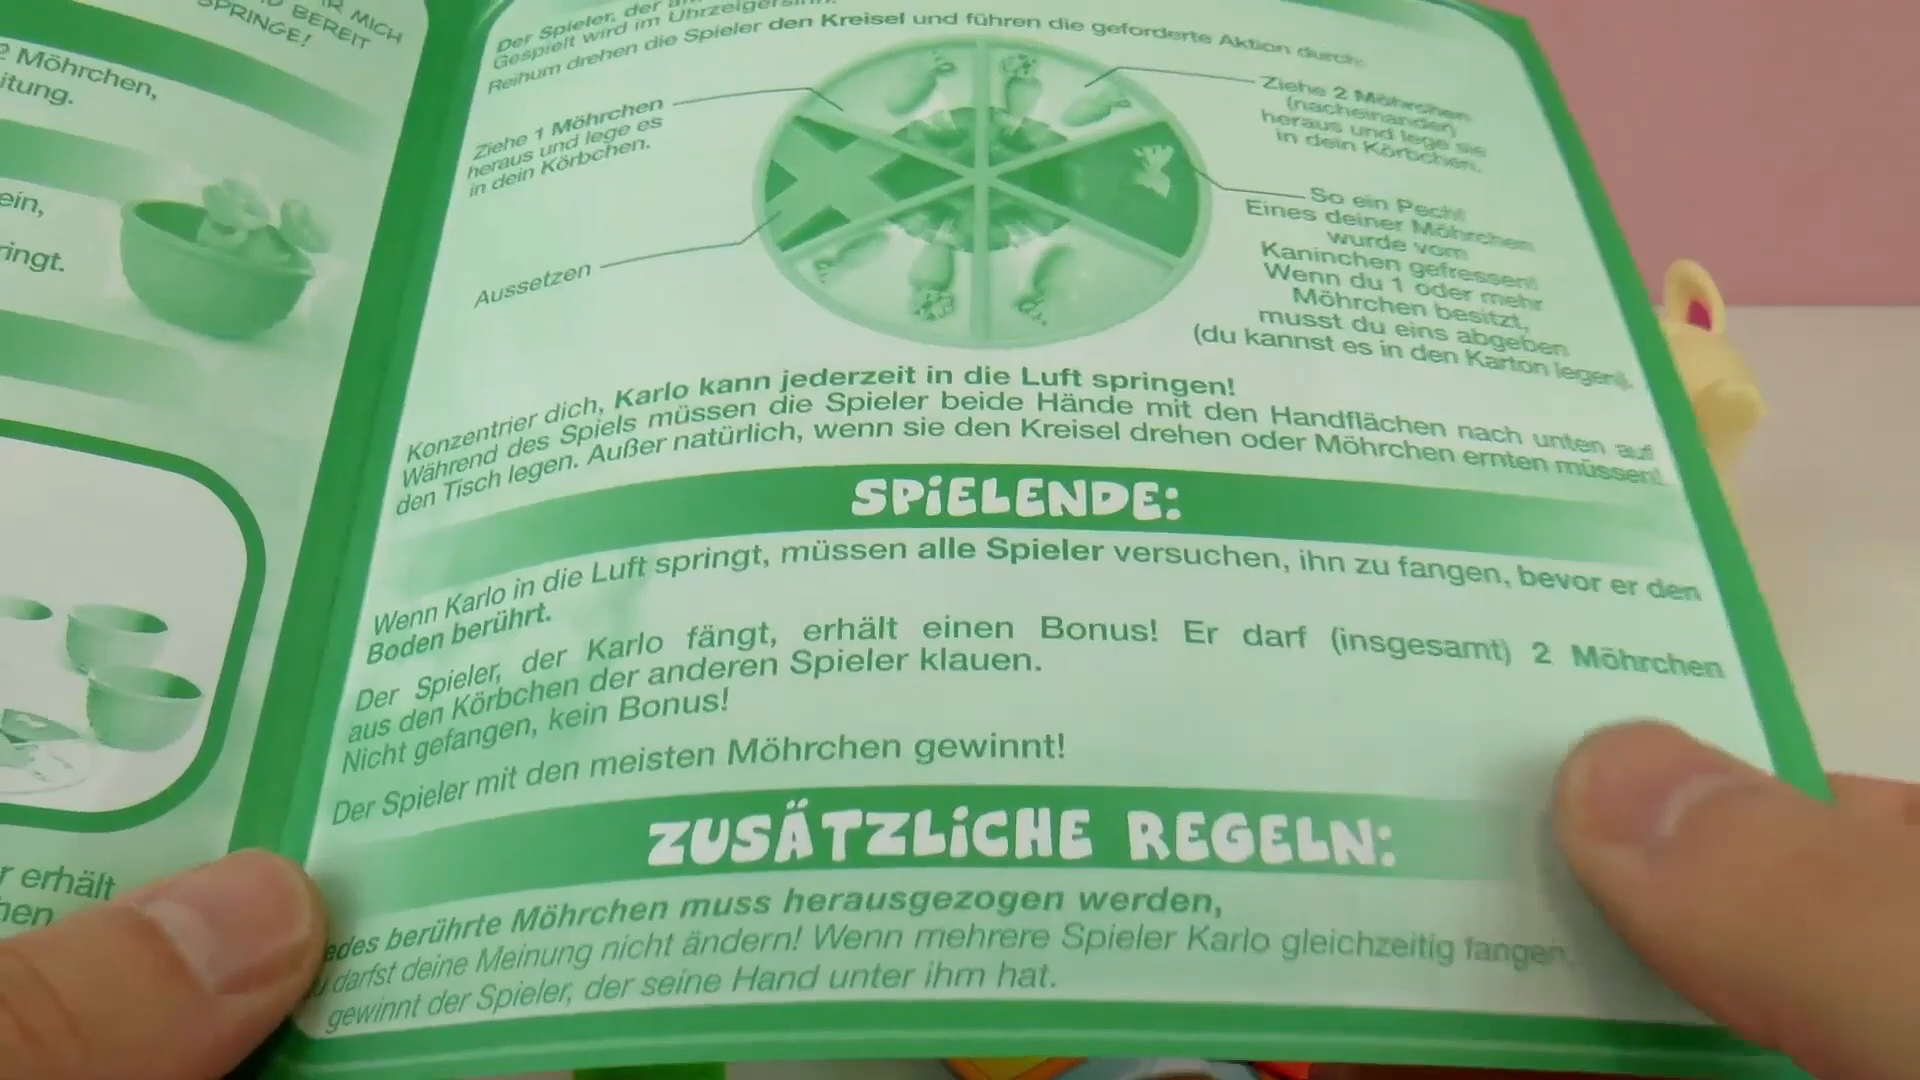 R MICH
D BEREIT
SPRINGE!
2 Möhrchen,
itung.
ein,
ringt.
r erhält
hen
Der Spieler, der
Gespielt wird im Uhrzeigersinn.
Reihum drehen die Spieler den Kreisel und führen die geforderte Aktion durch:
Ziehe 1 Möhrchen
heraus und lege es
in dein Körbchen.
Aussetzen
Ziehe 2 Möhrchen
(nacheinander)
heraus und lege sie
in dein Körbchen.
So ein Pech!
Eines deiner Möhrchen
wurde vom
Kaninchen gefressen!
Wenn du 1 oder mehr
Möhrchen besitzt,
musst du eins abgeben
(du kannst es in den Karton legen).
Konzentrier dich, Karlo kann jederzeit in die Luft springen!
Während des Spiels müssen die Spieler beide Hände mit den Handflächen nach unten auf
den Tisch legen. Außer natürlich, wenn sie den Kreisel drehen oder Möhrchen ernten müssen!
SPIELENDE:
Wenn Karlo in die Luft springt, müssen alle Spieler versuchen, ihn zu fangen, bevor er den
Boden berührt.
Der Spieler, der Karlo fängt, erhält einen Bonus! Er darf (insgesamt) 2 Möhrchen
aus den Körbchen der anderen Spieler klauen.
Nicht gefangen, kein Bonus!
Der Spieler mit den meisten Möhrchen gewinnt!
ZUSÄTZLICHE REGELN:
edes berührte Möhrchen muss herausgezogen werden,
u darfst deine Meinung nicht ändern! Wenn mehrere Spieler Karlo gleichzeitig fangen,
gewinnt der Spieler, der seine Hand unter ihm hat.